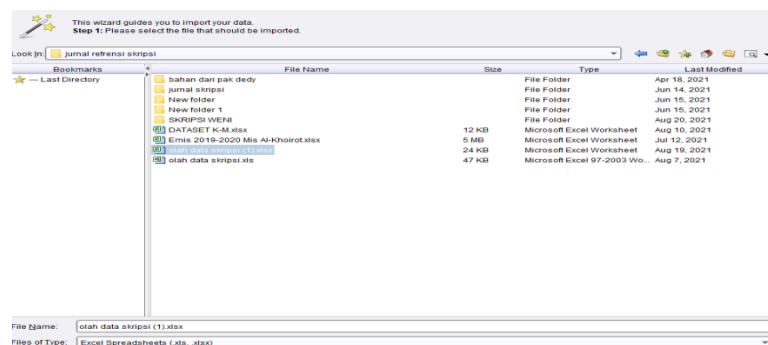 This wizard guides you to import your data.
Step 1: Please select the file that should be imported.
Look in: jurnal refrensi skripsi
Bookmarks File Name Size Type Last Modified
— Last Directory bahan dari pak dedy File Folder Apr 18, 2021
jurnal skripsi File Folder Jun 14, 2021
New folder File Folder Jun 15, 2021
New folder 1 File Folder Jun 15, 2021
SKRIPSI WENI File Folder Aug 20, 2021
DATASET K-M.xlsx 12 KB Microsoft Excel Worksheet Aug 10, 2021
Emis 2019-2020 Mis Al-Khoirot.xlsx 5 MB Microsoft Excel Worksheet Jul 12, 2021
olah data skripsi (1).xlsx 24 KB Microsoft Excel Worksheet Aug 19, 2021
olah data skripsi.xls 47 KB Microsoft Excel 97-2003 Wo... Aug 7, 2021
File Name: olah data skripsi (1).xlsx
Files of Type: Excel Spreadsheets (.xls, .xlsx)